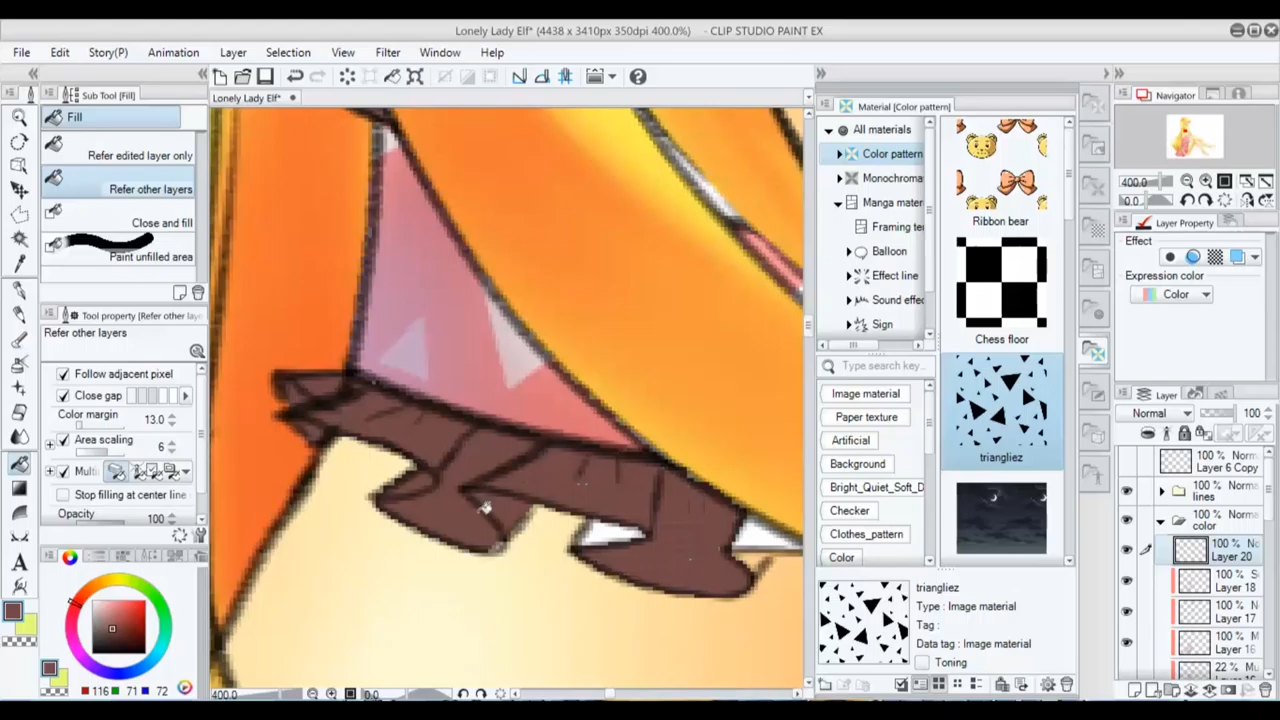 Lonely Lady Elf* (4438 x 3410px 350dpi 400.0%) - CLIP STUDIO PAINT EX
File Edit Story(P) Animation Layer Selection View Filter Window Help
Sub Tool [Fill]
Lonely Lady Elf*
Fill
Refer edited layer only
Refer other layers
Close and fill
Paint unfilled area
Tool property [Refer other laye
Refer other layers
Follow adjacent pixel
Close gap
Color margin
13.0
Area scaling
6
Multi
Stop filling at center line
Opacity
100
116 71 72
400.0
0.0
Material [Color pattern]
All materials
Color pattern
Monochroma
Manga mater
Framing te
Balloon
Effect line
Sound effec
Sign
Type search key...
Image material
Paper texture
Artificial
Background
Bright_Quiet_Soft_D
Checker
Clothes_pattern
Color
Ribbon bear
Chess floor
triangliez
triangliez
Type : Image material
Tag :
Data tag : Image material
Toning
Navigator
400.0
0.0
Layer Property
Effect
Expression color
Color
Layer
Normal 100
100 % Norm
Layer 6 Copy
100 % Norma
lines
100 % Norma
color
100 % No
Layer 20
100 % S
Layer 18
100 % N
Layer 17
100 % M
Layer 16
22 % Mu